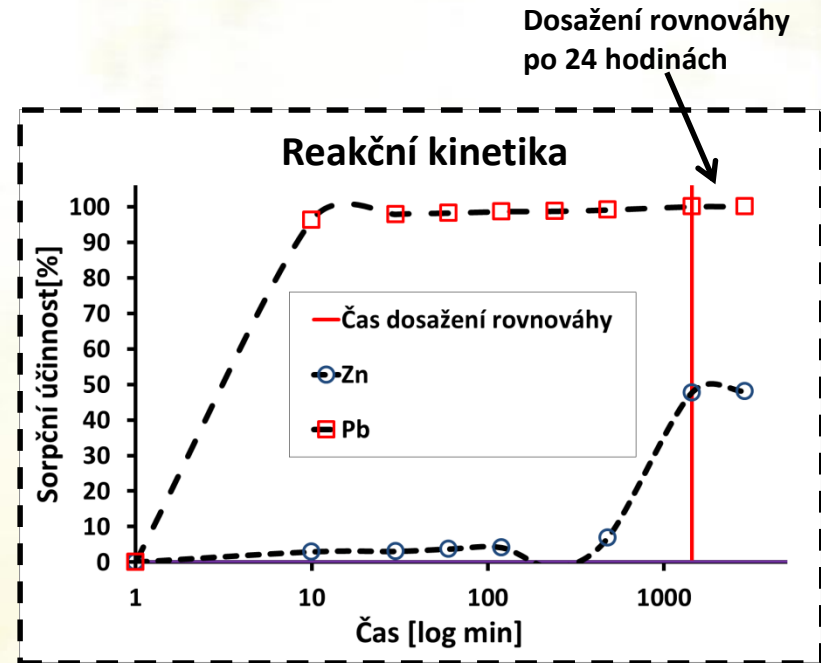 Dosažení rovnováhy
po 24 hodinách
Reakční kinetika
Sorpční účinnost[%]
100
90
80
70
60
50
40
30
20
10
0
Čas dosažení rovnováhy
Zn
Pb
1
10
100
1000
Čas [log min]